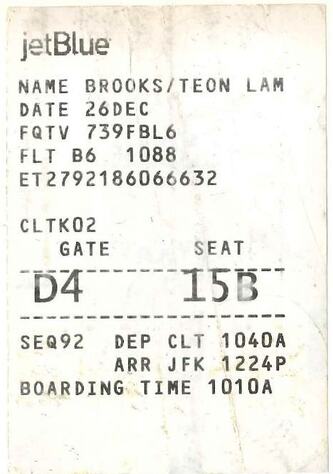 jetBlue
NAME BROOKS/TEON LAM
DATE 26DEC
FQTV 739FBL6
FLT B6 1088
ET2792186066632
CLTK02
GATE SEAT
D4 15B
SEQ92 DEP CLT 1040A
ARR JFK 1224P
BOARDING TIME 1010A